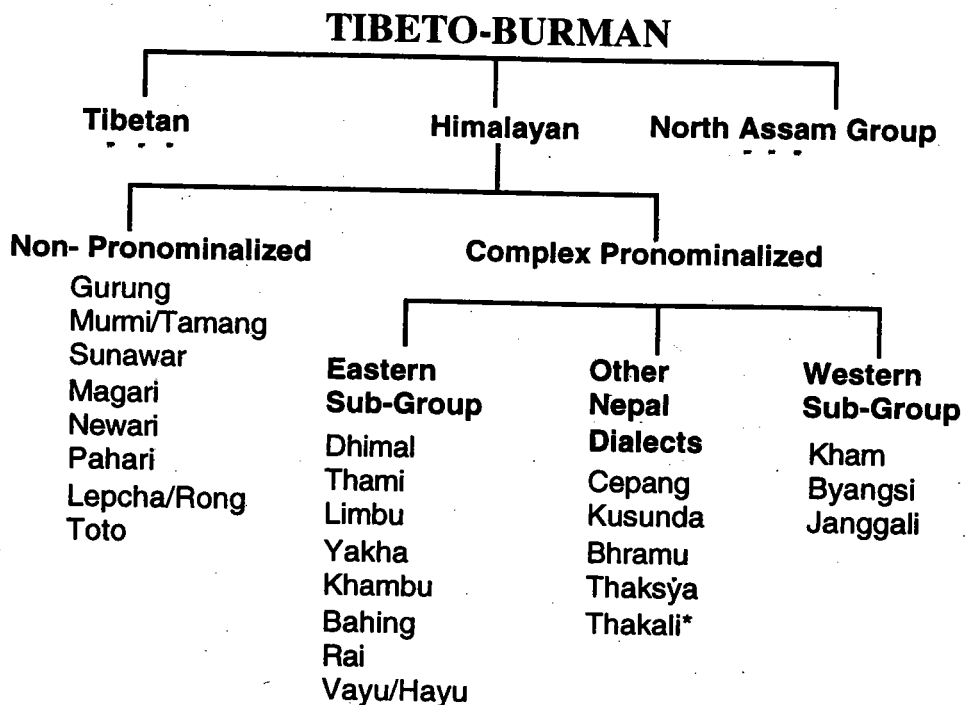 TIBETO-BURMAN
Tibetan
- - -
Himalayan
North Assam Group
- - -
Non- Pronominalized
Gurung
Murmi/Tamang
Sunawar
Magari
Newari
Pahari
Lepcha/Rong
Toto
Complex Pronominalized
Eastern
Sub-Group
Dhimal
Thami
Limbu
Yakha
Khambu
Bahing
Rai
Vayu/Hayu
Other
Nepal
Dialects
Cepang
Kusunda
Bhramu
Thaksẏa
Thakali*
Western
Sub-Group
Kham
Byangsi
Janggali